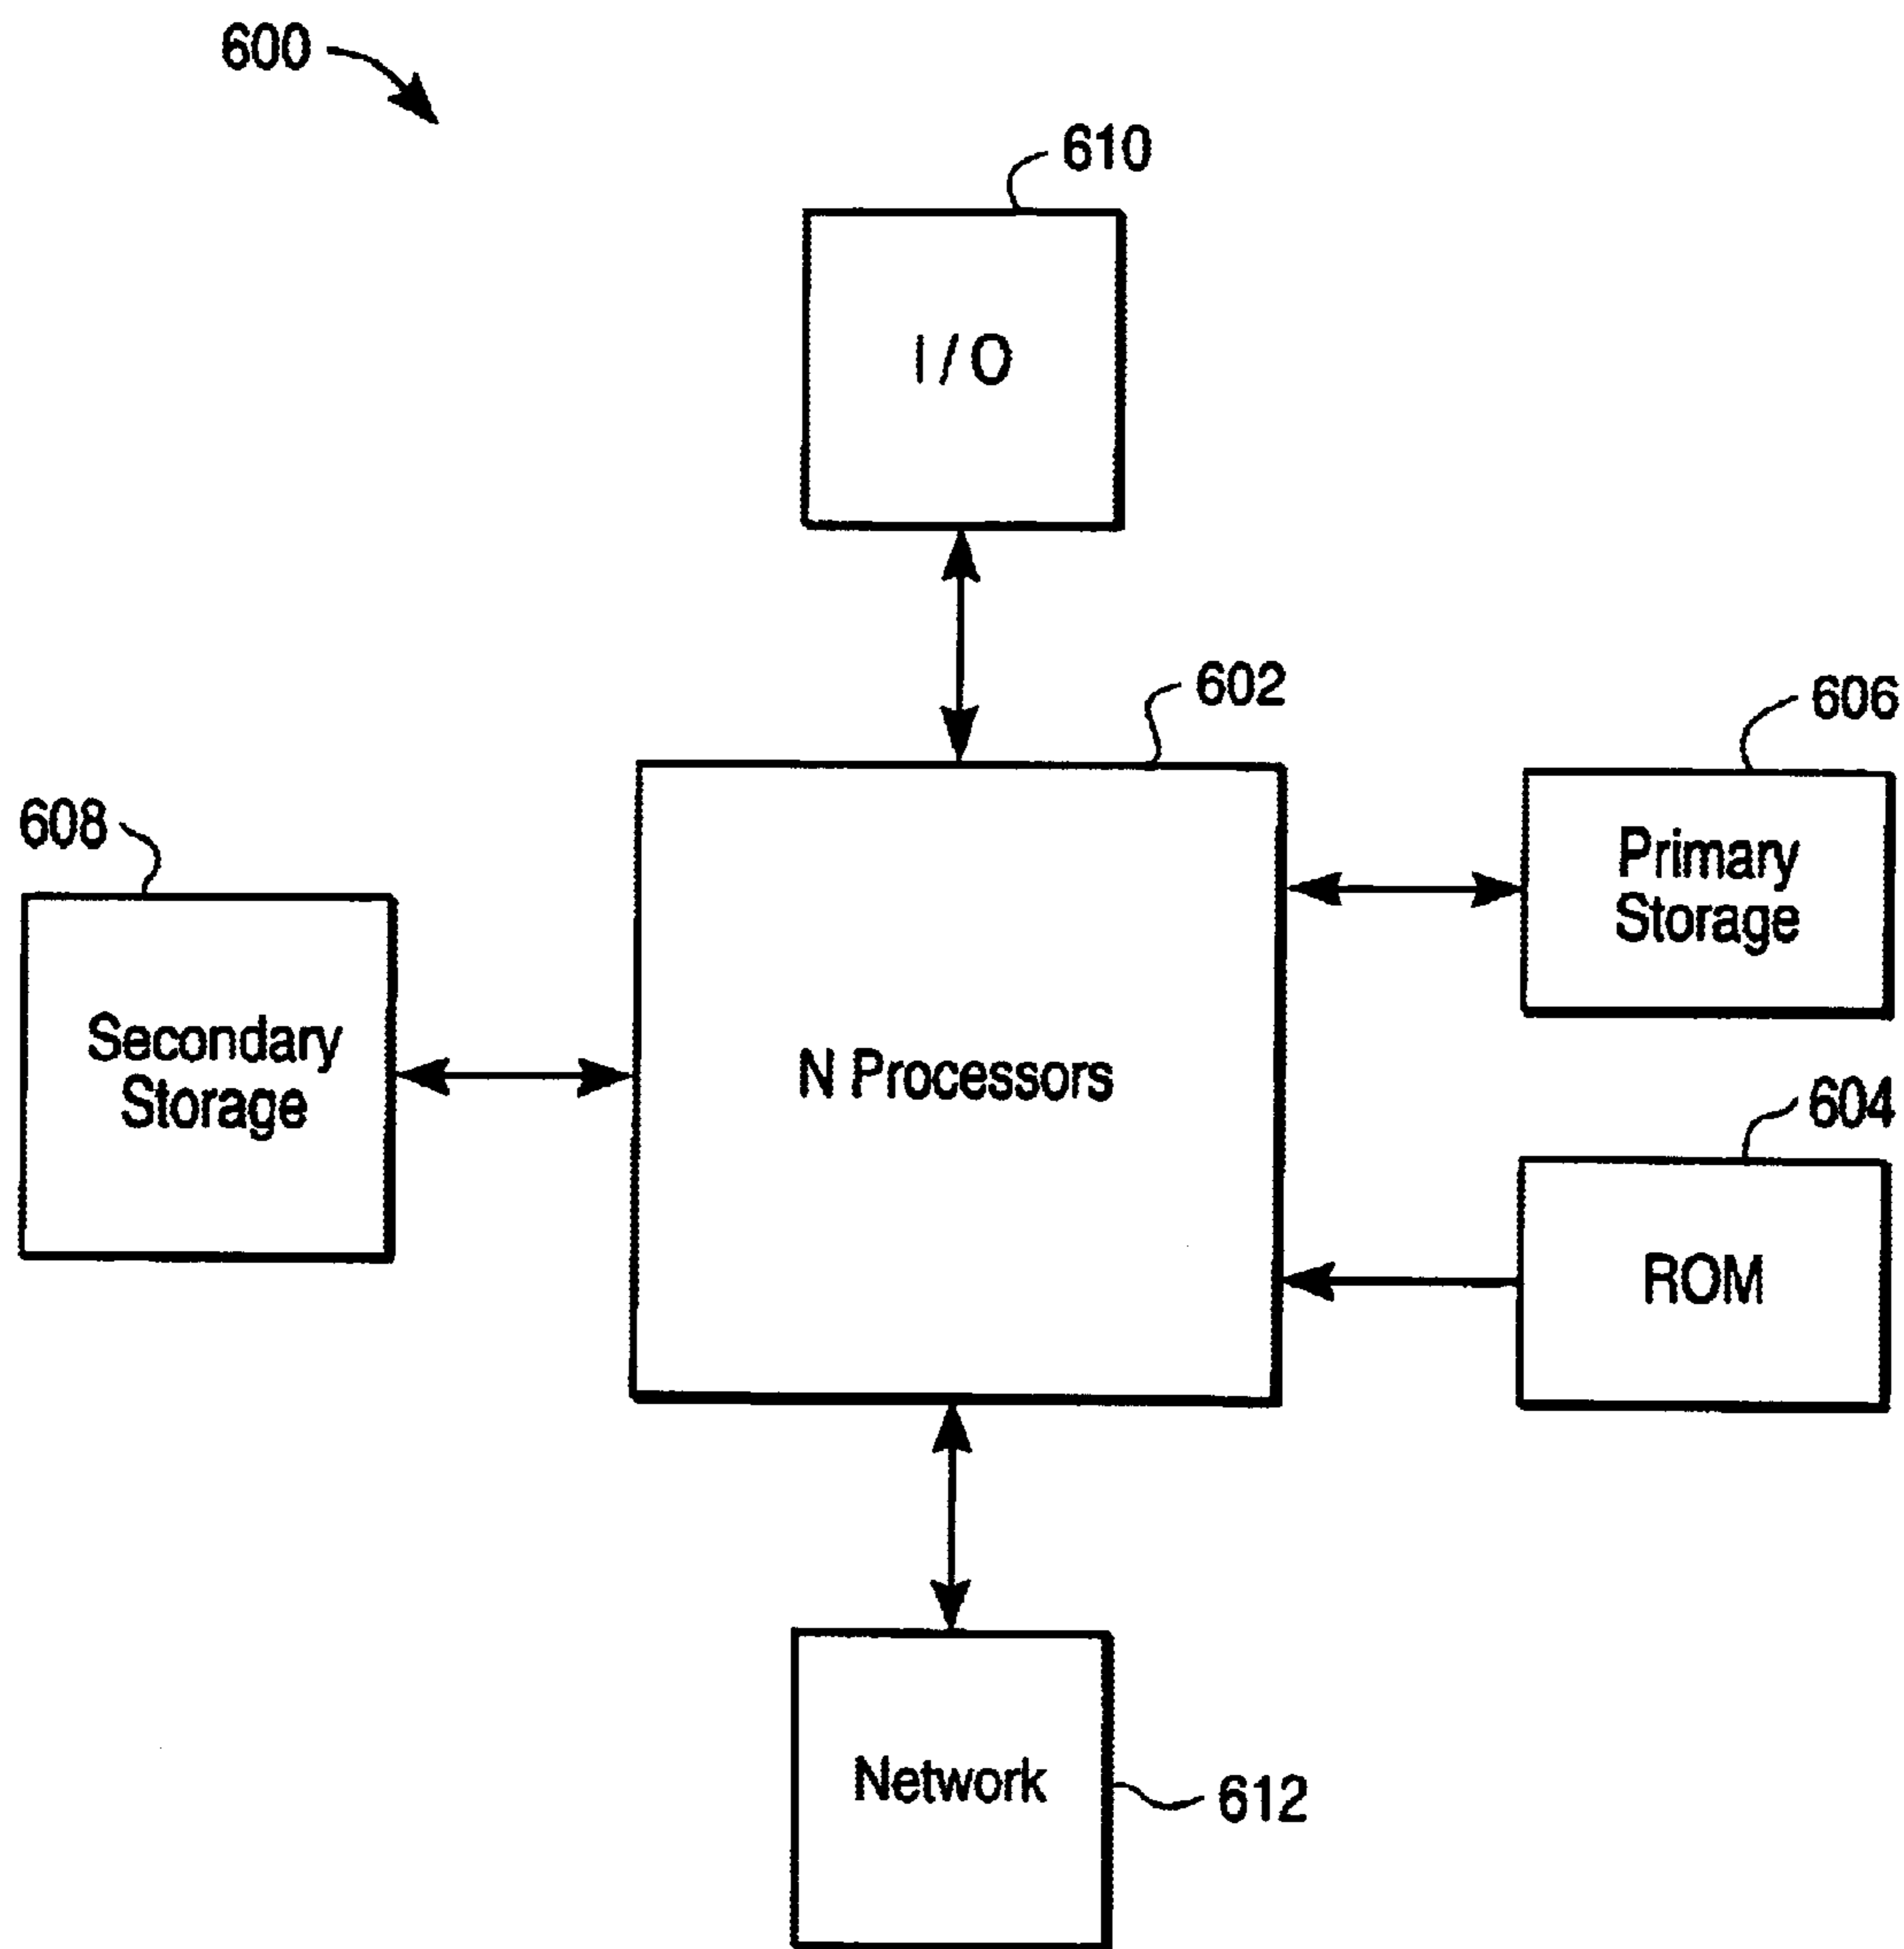 600
610
I/O
602
606
608
Primary
Storage
Secondary
Storage
N Processors
604
ROM
Network
612